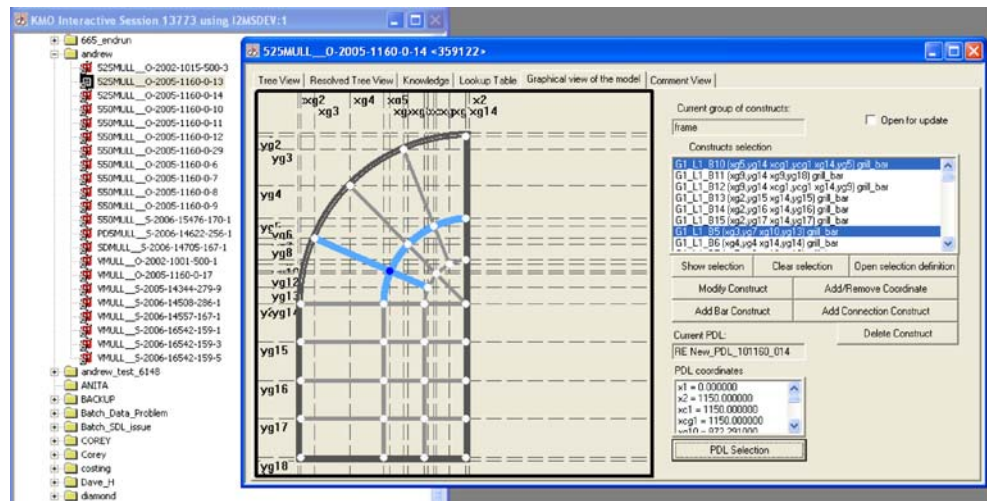 KMO Interactive Session 13773 using I2MSDEV:1
665_endrun
andrew
525MULL__O-2002-1015-500-3
525MULL__O-2005-1160-0-13
525MULL__O-2005-1160-0-14
550MULL__O-2005-1160-0-10
550MULL__O-2005-1160-0-11
550MULL__O-2005-1160-0-12
550MULL__O-2005-1160-0-29
550MULL__O-2005-1160-0-6
550MULL__O-2005-1160-0-7
550MULL__O-2005-1160-0-8
550MULL__O-2005-1160-0-9
550MULL__S-2006-15476-170-1
PDSMULL__S-2006-14622-256-1
SDMULL__S-2006-14705-167-1
VMULL__O-2002-1001-500-1
VMULL__O-2005-1160-0-17
VMULL__S-2005-14344-279-9
VMULL__S-2006-14508-286-1
VMULL__S-2006-14557-167-1
VMULL__S-2006-16542-159-1
VMULL__S-2006-16542-159-3
VMULL__S-2006-16542-159-5
andrew_test_6148
ANITA
BACKUP
Batch_Data_Problem
Batch_SDL_issue
COREY
Corey
costing
Dave_H
diamond
525MULL__O-2005-1160-0-14 <359122>
Tree View Resolved Tree View Knowledge Lookup Table Graphical view of the model Comment View
xg2 xg4 xg5 x2
xg3 xg14
yg2
yg3
yg4
yg6
yg8
yg12
yg13
yg15
yg16
yg17
yg18
Current group of constructs:
frame
Open for update
Constructs selection
G1_L1_B10 (xg5,yg14 xcg1,ycg1 xg14,yg5) grill_bar
G1_L1_B11 (xg9,yg14 xg9,yg18) grill_bar
G1_L1_B12 (xg9,yg14 xcg1,ycg1 xg14,yg9) grill_bar
G1_L1_B13 (xg2,yg15 xg14,yg15) grill_bar
G1_L1_B14 (xg2,yg16 xg14,yg16) grill_bar
G1_L1_B15 (xg2,yg17 xg14,yg17) grill_bar
G1_L1_B5 (xg3,yg7 xg10,yg13) grill_bar
G1_L1_B6 (xg4,yg4 xg14,yg14) grill_bar
Show selection Clear selection Open selection definition
Modify Construct Add/Remove Coordinate
Add Bar Construct Add Connection Construct
Current PDL: Delete Construct
RE New_PDL_101160_014
PDL coordinates
x1 = 0.000000
x2 = 1150.000000
xc1 = 1150.000000
xcg1 = 1150.000000
xg10 = 872.291000
PDL Selection